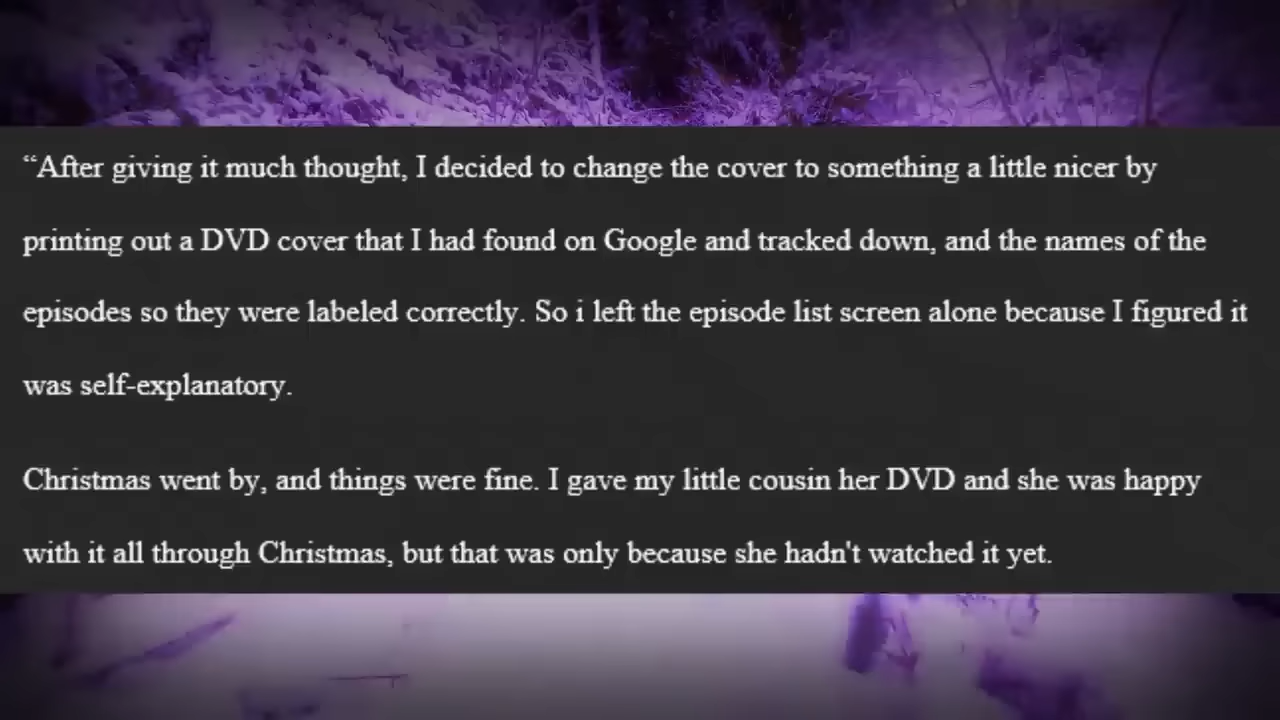 “After giving it much thought, I decided to change the cover to something a little nicer by
printing out a DVD cover that I had found on Google and tracked down, and the names of the
episodes so they were labeled correctly. So i left the episode list screen alone because I figured it
was self-explanatory.
Christmas went by, and things were fine. I gave my little cousin her DVD and she was happy
with it all through Christmas, but that was only because she hadn't watched it yet.